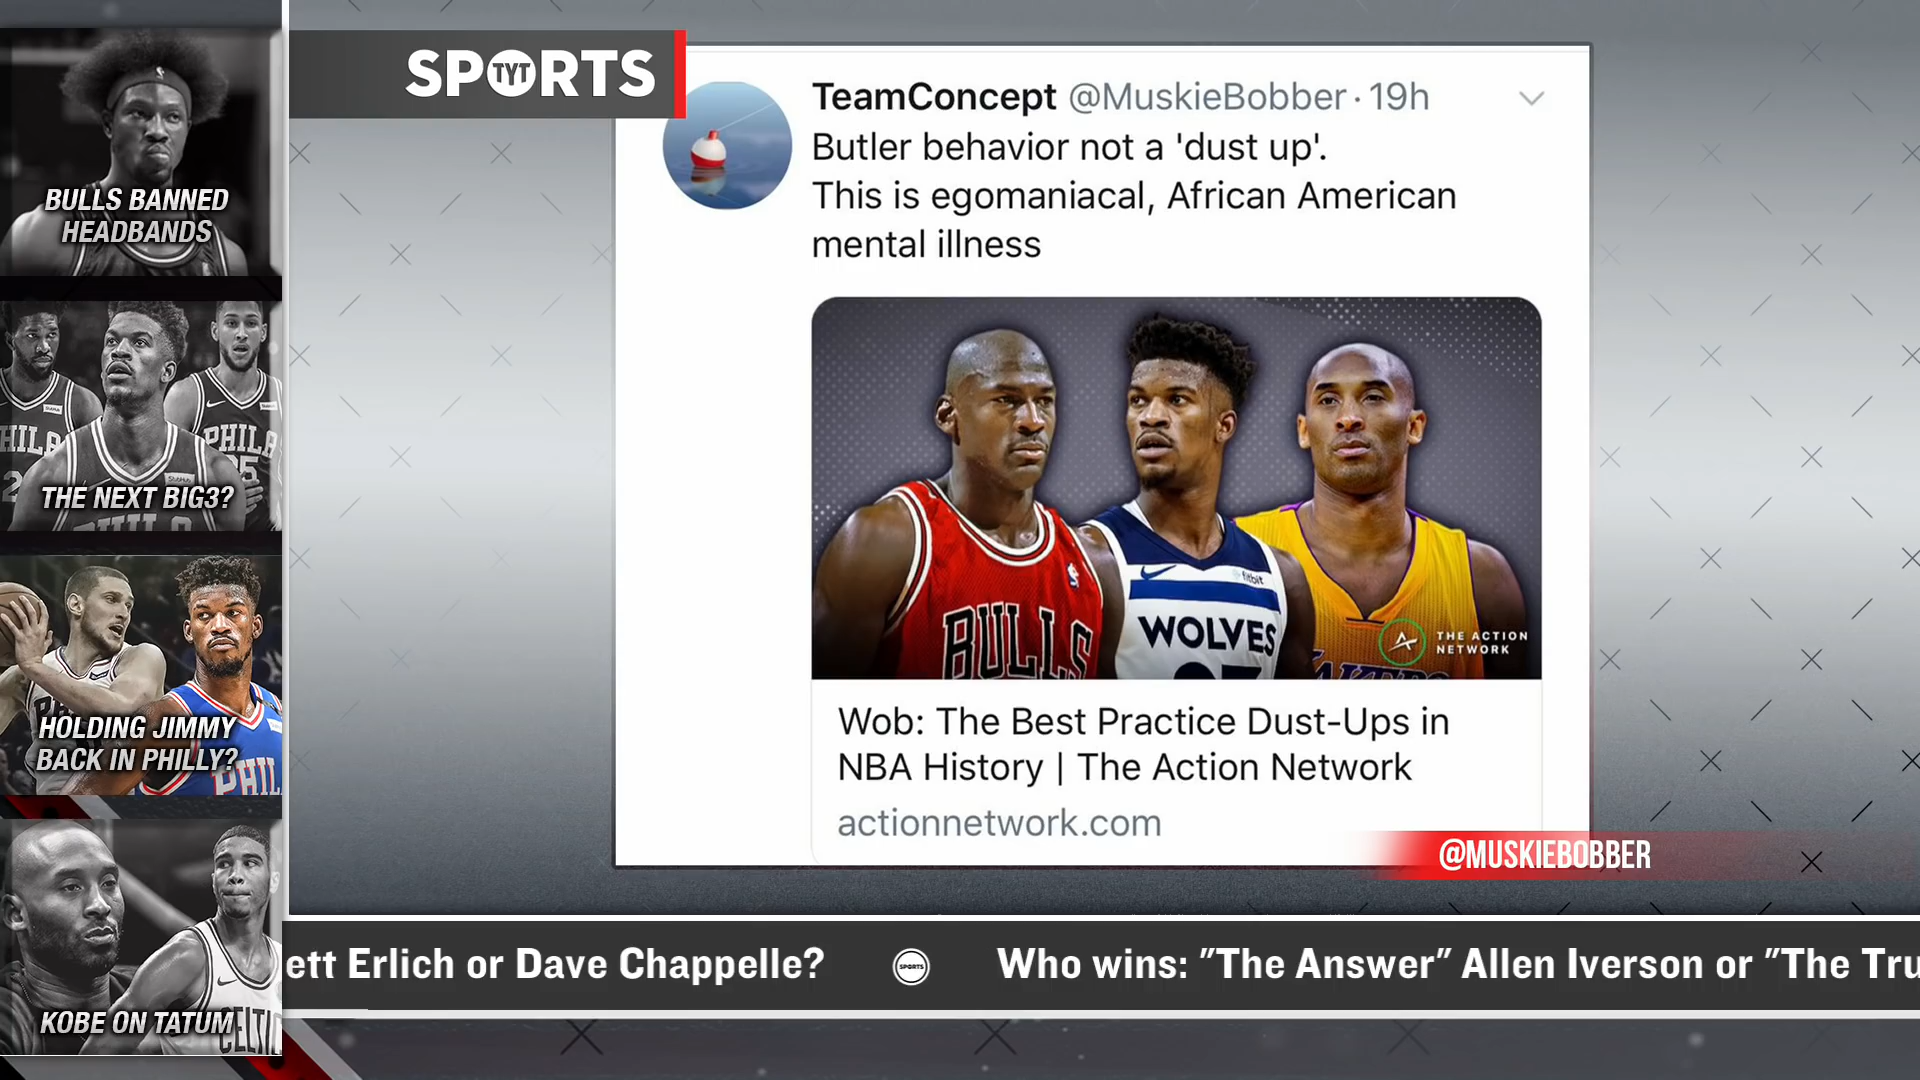 SPORTS
TYT
BULLS BANNED
HEADBANDS
THE NEXT BIG3?
HOLDING JIMMY
BACK IN PHILLY?
KOBE ON TATUM
TeamConcept @MuskieBobber · 19h
Butler behavior not a 'dust up'.
This is egomaniacal, African American
mental illness
BULLS
fitbit
WOLVES
THE ACTION
NETWORK
Wob: The Best Practice Dust-Ups in
NBA History | The Action Network
actionnetwork.com
@MUSKIEBOBBER
ett Erlich or Dave Chappelle?
SPORTS
Who wins: "The Answer" Allen Iverson or "The Tru